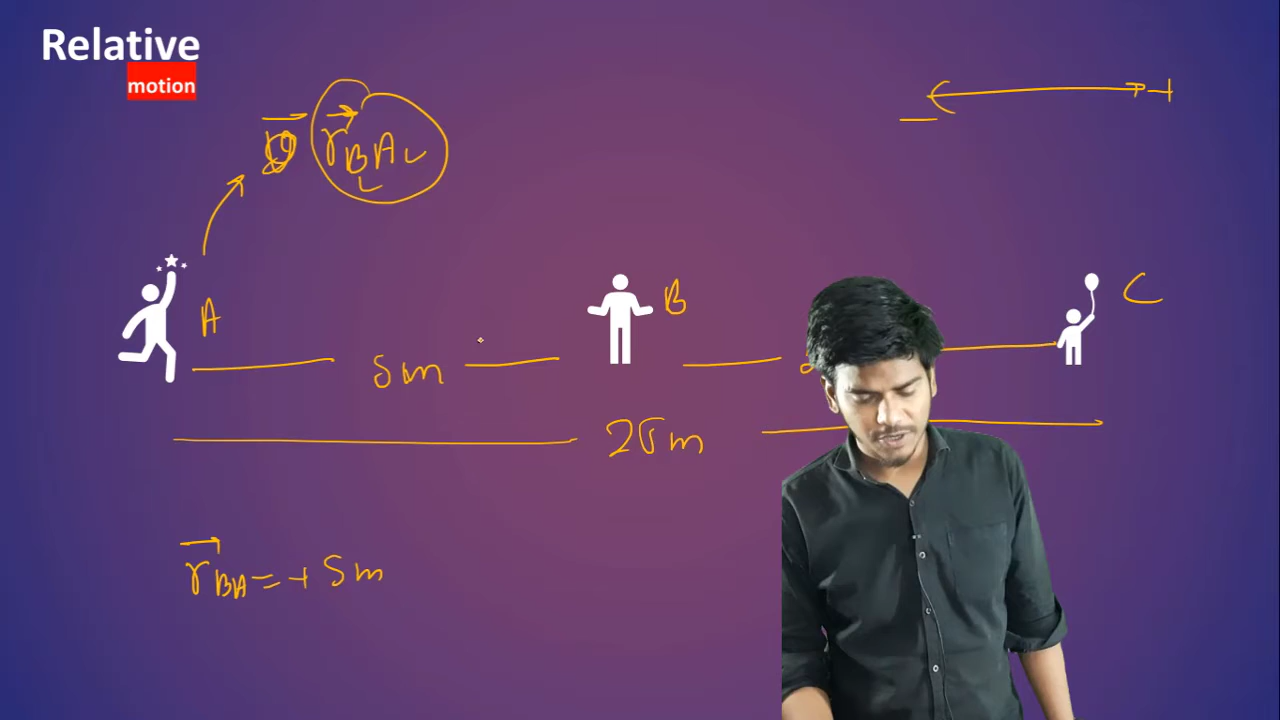 Relative
motion
r BA
− +
A
B
C
5m
25m
r BA = + 5m